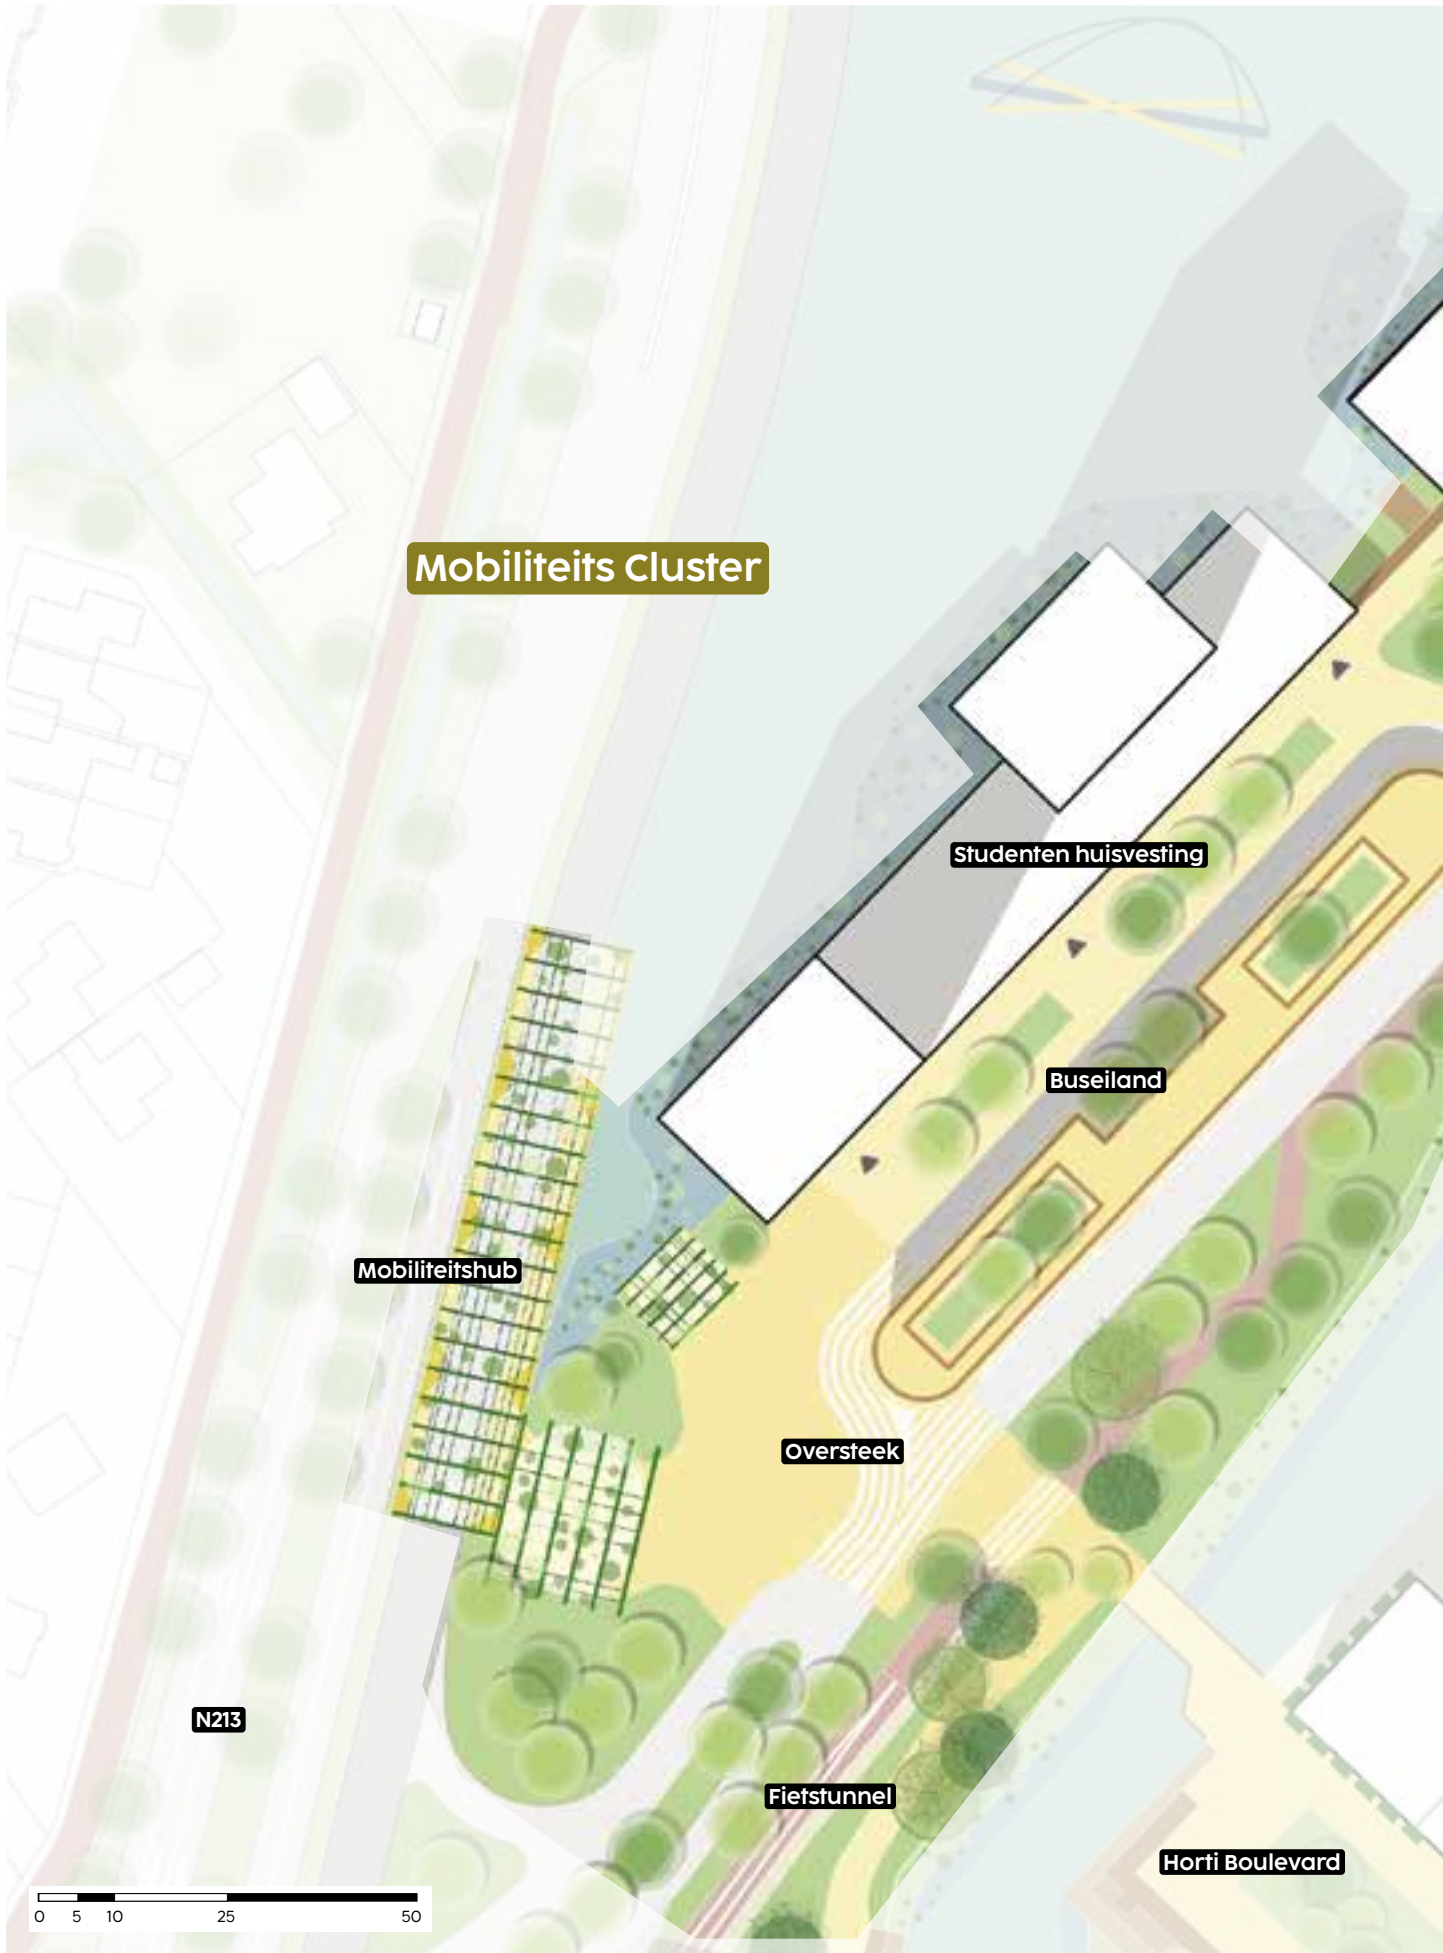 Mobiliteits Cluster
Studenten huisvesting
Buseiland
Mobiliteitshub
Oversteek
N213
Fietstunnel
Horti Boulevard
0 5 10 25 50